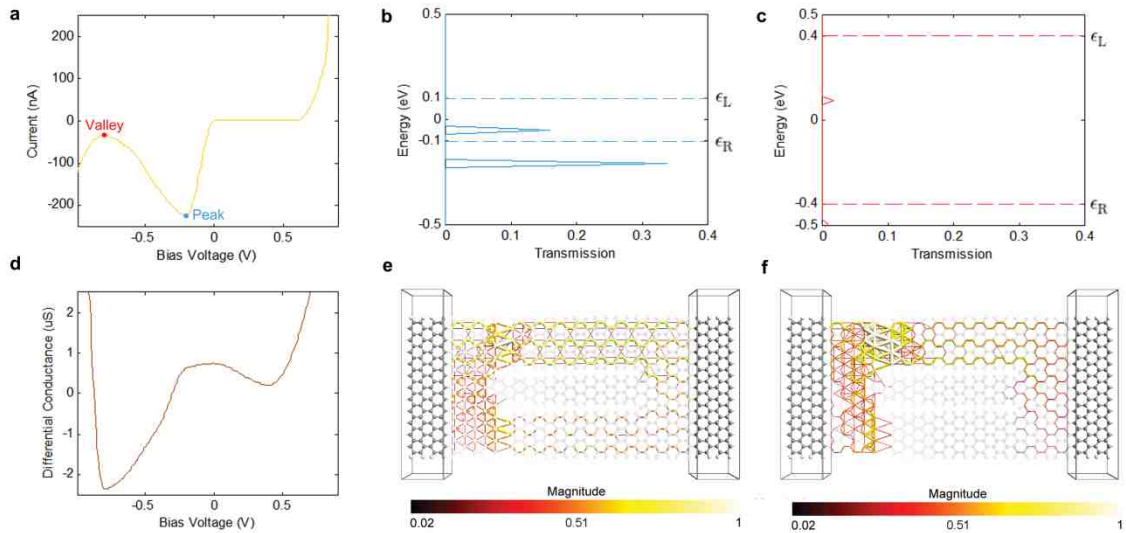 a
Current (nA)
200
100
0
-100
-200
Valley
Peak
-0.5
0
0.5
Bias Voltage (V)
b
Energy (eV)
0.5
0.1
0
-0.1
-0.5
ϵL
ϵR
0
0.1
0.2
0.3
0.4
Transmission
c
Energy (eV)
0.5
0.4
0
-0.4
-0.5
ϵL
ϵR
0
0.1
0.2
0.3
0.4
Transmission
d
Differential Conductance (uS)
2
1
0
-1
-2
-0.5
0
0.5
Bias Voltage (V)
e
Magnitude
0.02
0.51
1
f
Magnitude
0.02
0.51
1